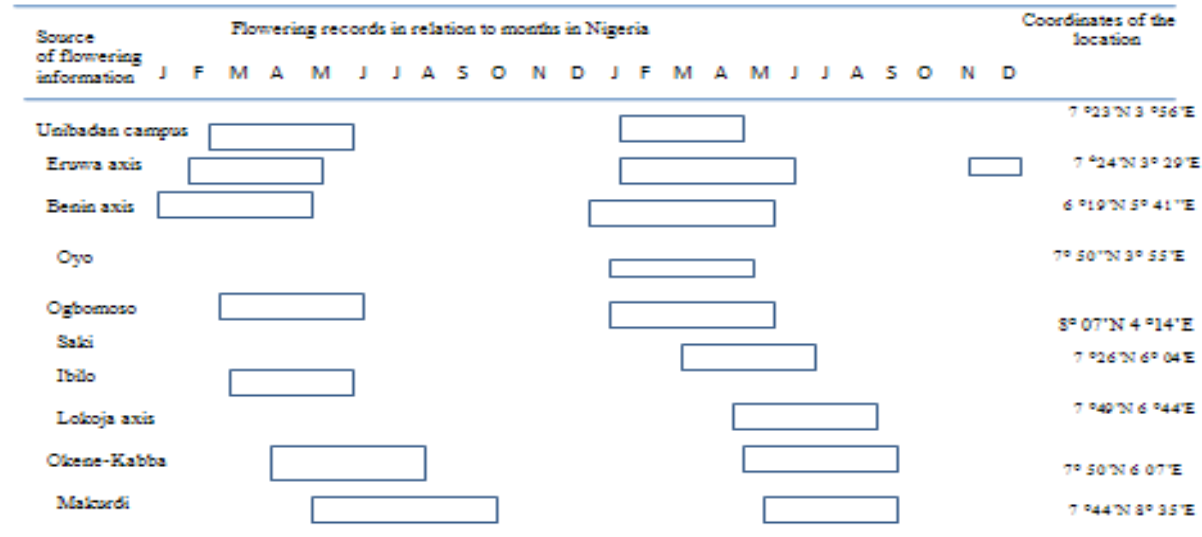 Flowering records in relation to months in Nigeria
Coordinates of the
location
Source
of flowering
information
J F M A M J J A S O N D J F M A M J J A S O N D
Unibadan campus 7 °23'N 3 °56'E
Eruwa axis 7 °24'N 3° 29'E
Benin axis 6 °19'N 5° 41''E
Oyo 7° 50''N 3° 55'E
Ogbomoso 8° 07'N 4 °14'E
Saki 7 °26'N 6° 04'E
Ibilo
Lokoja axis 7 °49'N 6 °44'E
Okene-Kabba 7° 50'N 6 07'E
Makurdi 7 °44'N 8° 35'E